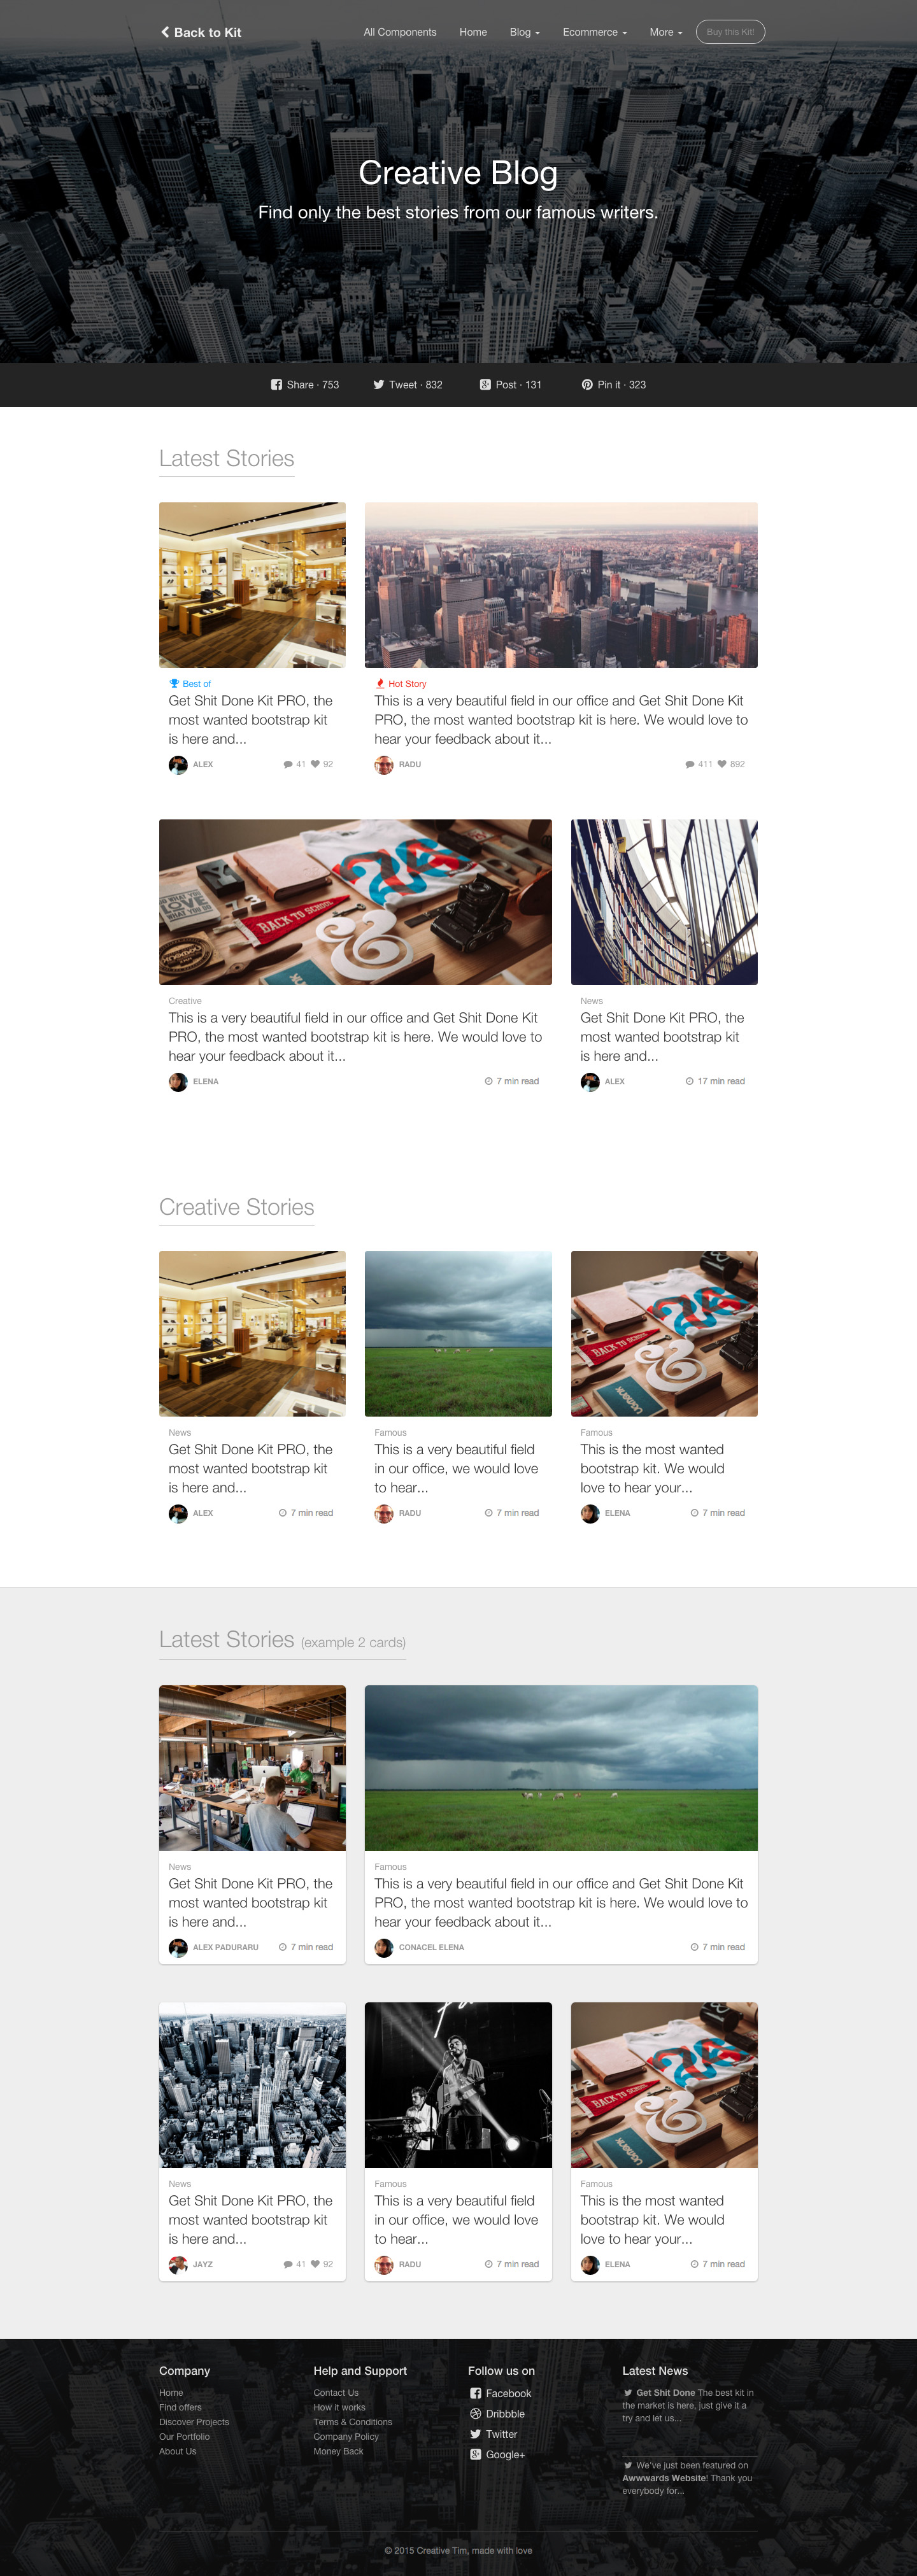 Back to Kit
All Components
Home
Blog
Ecommerce
More
Buy this Kit!
Creative Blog
Find only the best stories from our famous writers.
Share · 753
Tweet · 832
Post · 131
Pin it · 323
Latest Stories
Best of
Get Shit Done Kit PRO, the
most wanted bootstrap kit
is here and...
ALEX
41
92
Hot Story
This is a very beautiful field in our office and Get Shit Done Kit
PRO, the most wanted bootstrap kit is here. We would love to
hear your feedback about it...
RADU
411
892
LOVE
BACK TO SCHOOL
Creative
This is a very beautiful field in our office and Get Shit Done Kit
PRO, the most wanted bootstrap kit is here. We would love to
hear your feedback about it...
ELENA
7 min read
News
Get Shit Done Kit PRO, the
most wanted bootstrap kit
is here and...
ALEX
17 min read
Creative Stories
News
Get Shit Done Kit PRO, the
most wanted bootstrap kit
is here and...
ALEX
7 min read
Famous
This is a very beautiful field
in our office, we would love
to hear...
RADU
7 min read
BACK TO SCHOOL
Famous
This is the most wanted
bootstrap kit. We would
love to hear your...
ELENA
7 min read
Latest Stories (example 2 cards)
News
Get Shit Done Kit PRO, the
most wanted bootstrap kit
is here and...
ALEX PADURARU
7 min read
Famous
This is a very beautiful field in our office and Get Shit Done Kit
PRO, the most wanted bootstrap kit is here. We would love to
hear your feedback about it...
CONACEL ELENA
7 min read
News
Get Shit Done Kit PRO, the
most wanted bootstrap kit
is here and...
JAYZ
41
92
Famous
This is a very beautiful field
in our office, we would love
to hear...
RADU
7 min read
BACK TO SCHOOL
Famous
This is the most wanted
bootstrap kit. We would
love to hear your...
ELENA
7 min read
Company
Home
Find offers
Discover Projects
Our Portfolio
About Us
Help and Support
Contact Us
How it works
Terms & Conditions
Company Policy
Money Back
Follow us on
Facebook
Dribbble
Twitter
Google+
Latest News
Get Shit Done The best kit in
the market is here, just give it a
try and let us...
We've just been featured on
Awwwards Website! Thank you
everybody for...
© 2015 Creative Tim, made with love